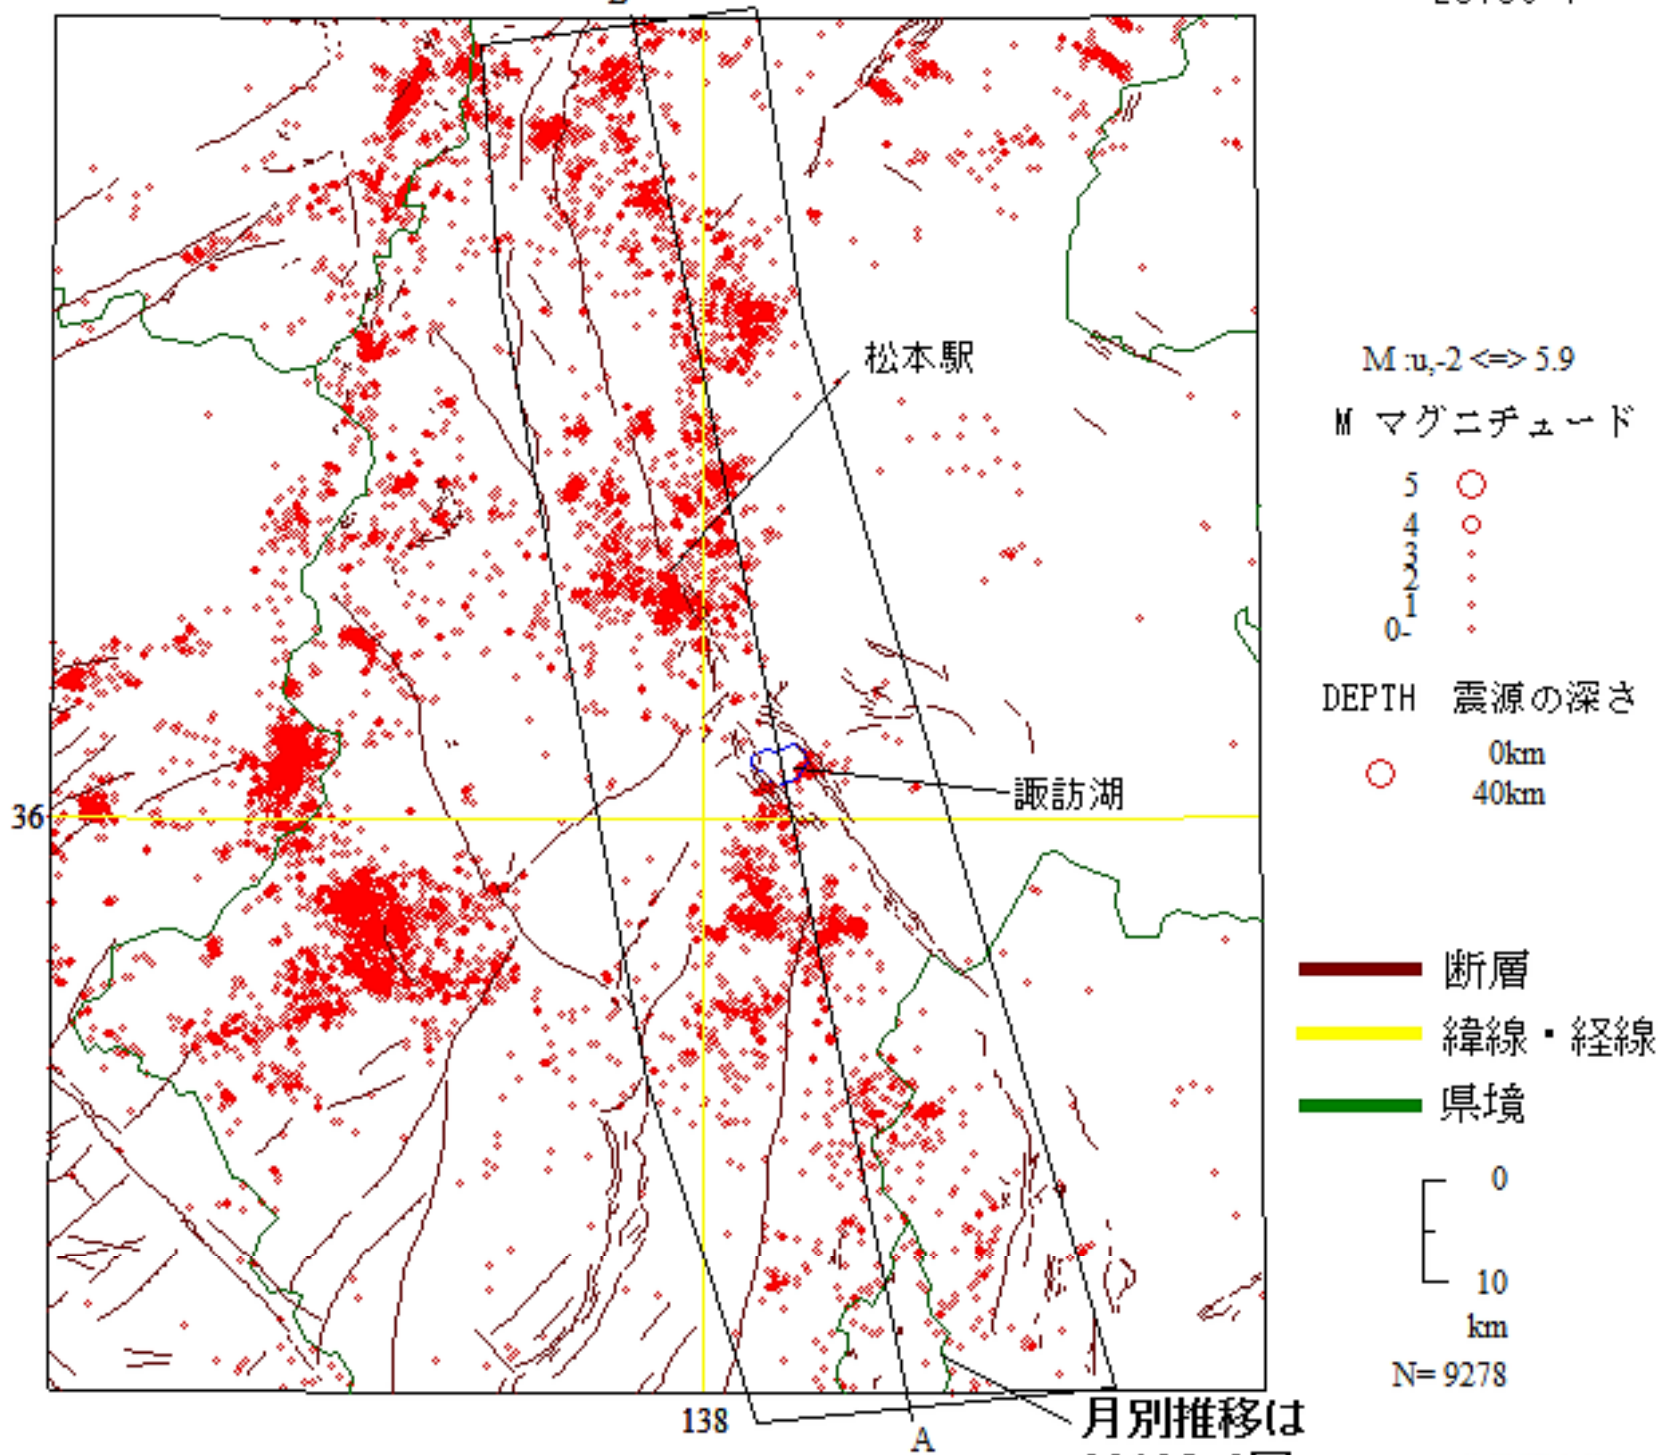 松本駅
M :u,-2 <=> 5.9
M マグニチュード
5
4
3
2
1
0-
DEPTH 震源の深さ
0km
40km
諏訪湖
36
断層
緯線・経線
県境
0
10
km
N= 9278
138
A
月別推移は